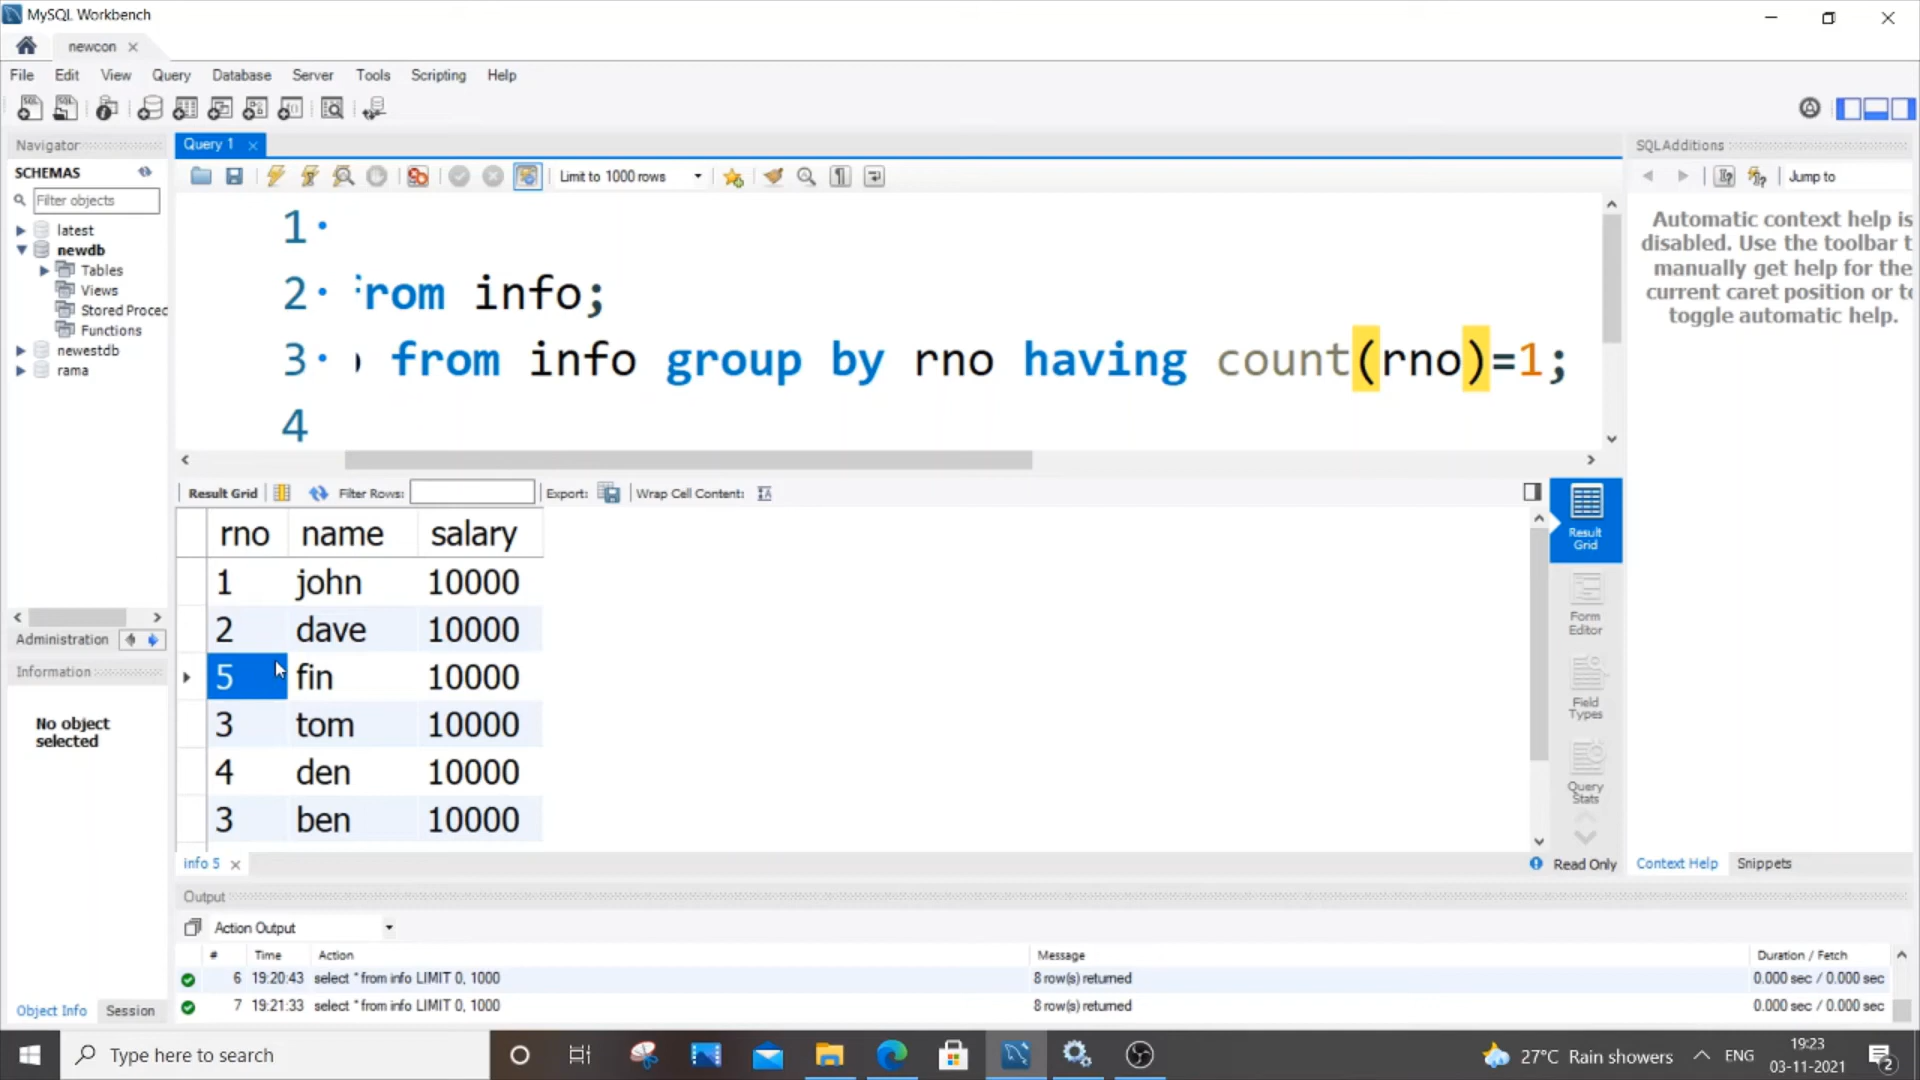 MySQL Workbench
newcon
File Edit View Query Database Server Tools Scripting Help
Navigator
SCHEMAS
Filter objects
latest
newdb
Tables
Views
Stored Proced
Functions
newestdb
rama
Administration
Information
No object
selected
Object Info Session
Query 1
Limit to 1000 rows
1
2 from info;
3 ) from info group by rno having count(rno)=1;
4
Result Grid Filter Rows: Export: Wrap Cell Content:
rno name salary
1 john 10000
2 dave 10000
5 fin 10000
3 tom 10000
4 den 10000
3 ben 10000
Result
Grid
Form
Editor
Field
Types
Query
Stats
info 5
Read Only
SQLAdditions
Jump to
Automatic context help is
disabled. Use the toolbar t
manually get help for the
current caret position or to
toggle automatic help.
Context Help Snippets
Output
Action Output
# Time Action Message Duration / Fetch
6 19:20:43 select * from info LIMIT 0, 1000 8 row(s) returned 0.000 sec / 0.000 sec
7 19:21:33 select * from info LIMIT 0, 1000 8 row(s) returned 0.000 sec / 0.000 sec
Type here to search
27°C Rain showers
ENG
19:23
03-11-2021
2